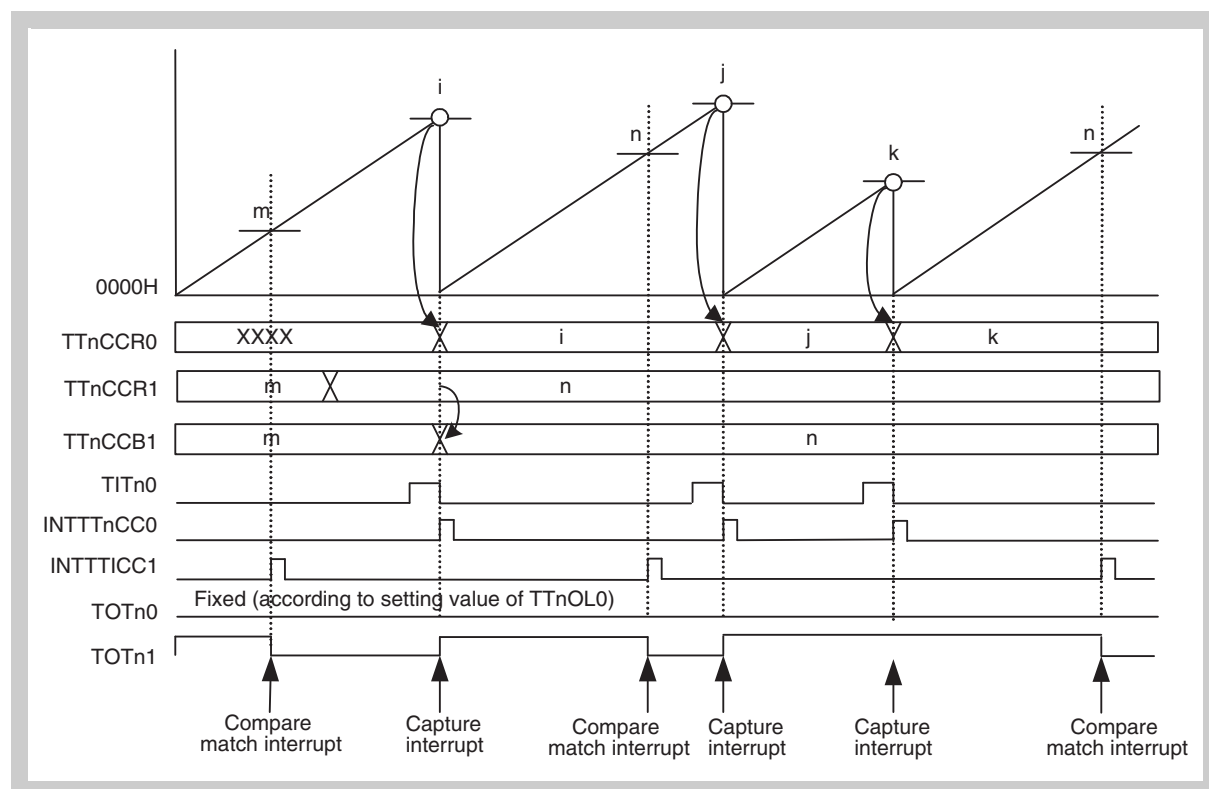 i
j
n
n
k
m
0000H
TTnCCR0
XXXX
i
j
k
TTnCCR1
m
n
TTnCCB1
m
n
TITn0
INTTTnCC0
INTTTICC1
Fixed (according to setting value of TTnOL0)
TOTn0
TOTn1
Compare
match interrupt
Capture
interrupt
Compare
match interrupt
Capture
interrupt
Capture
interrupt
Compare
match interrupt